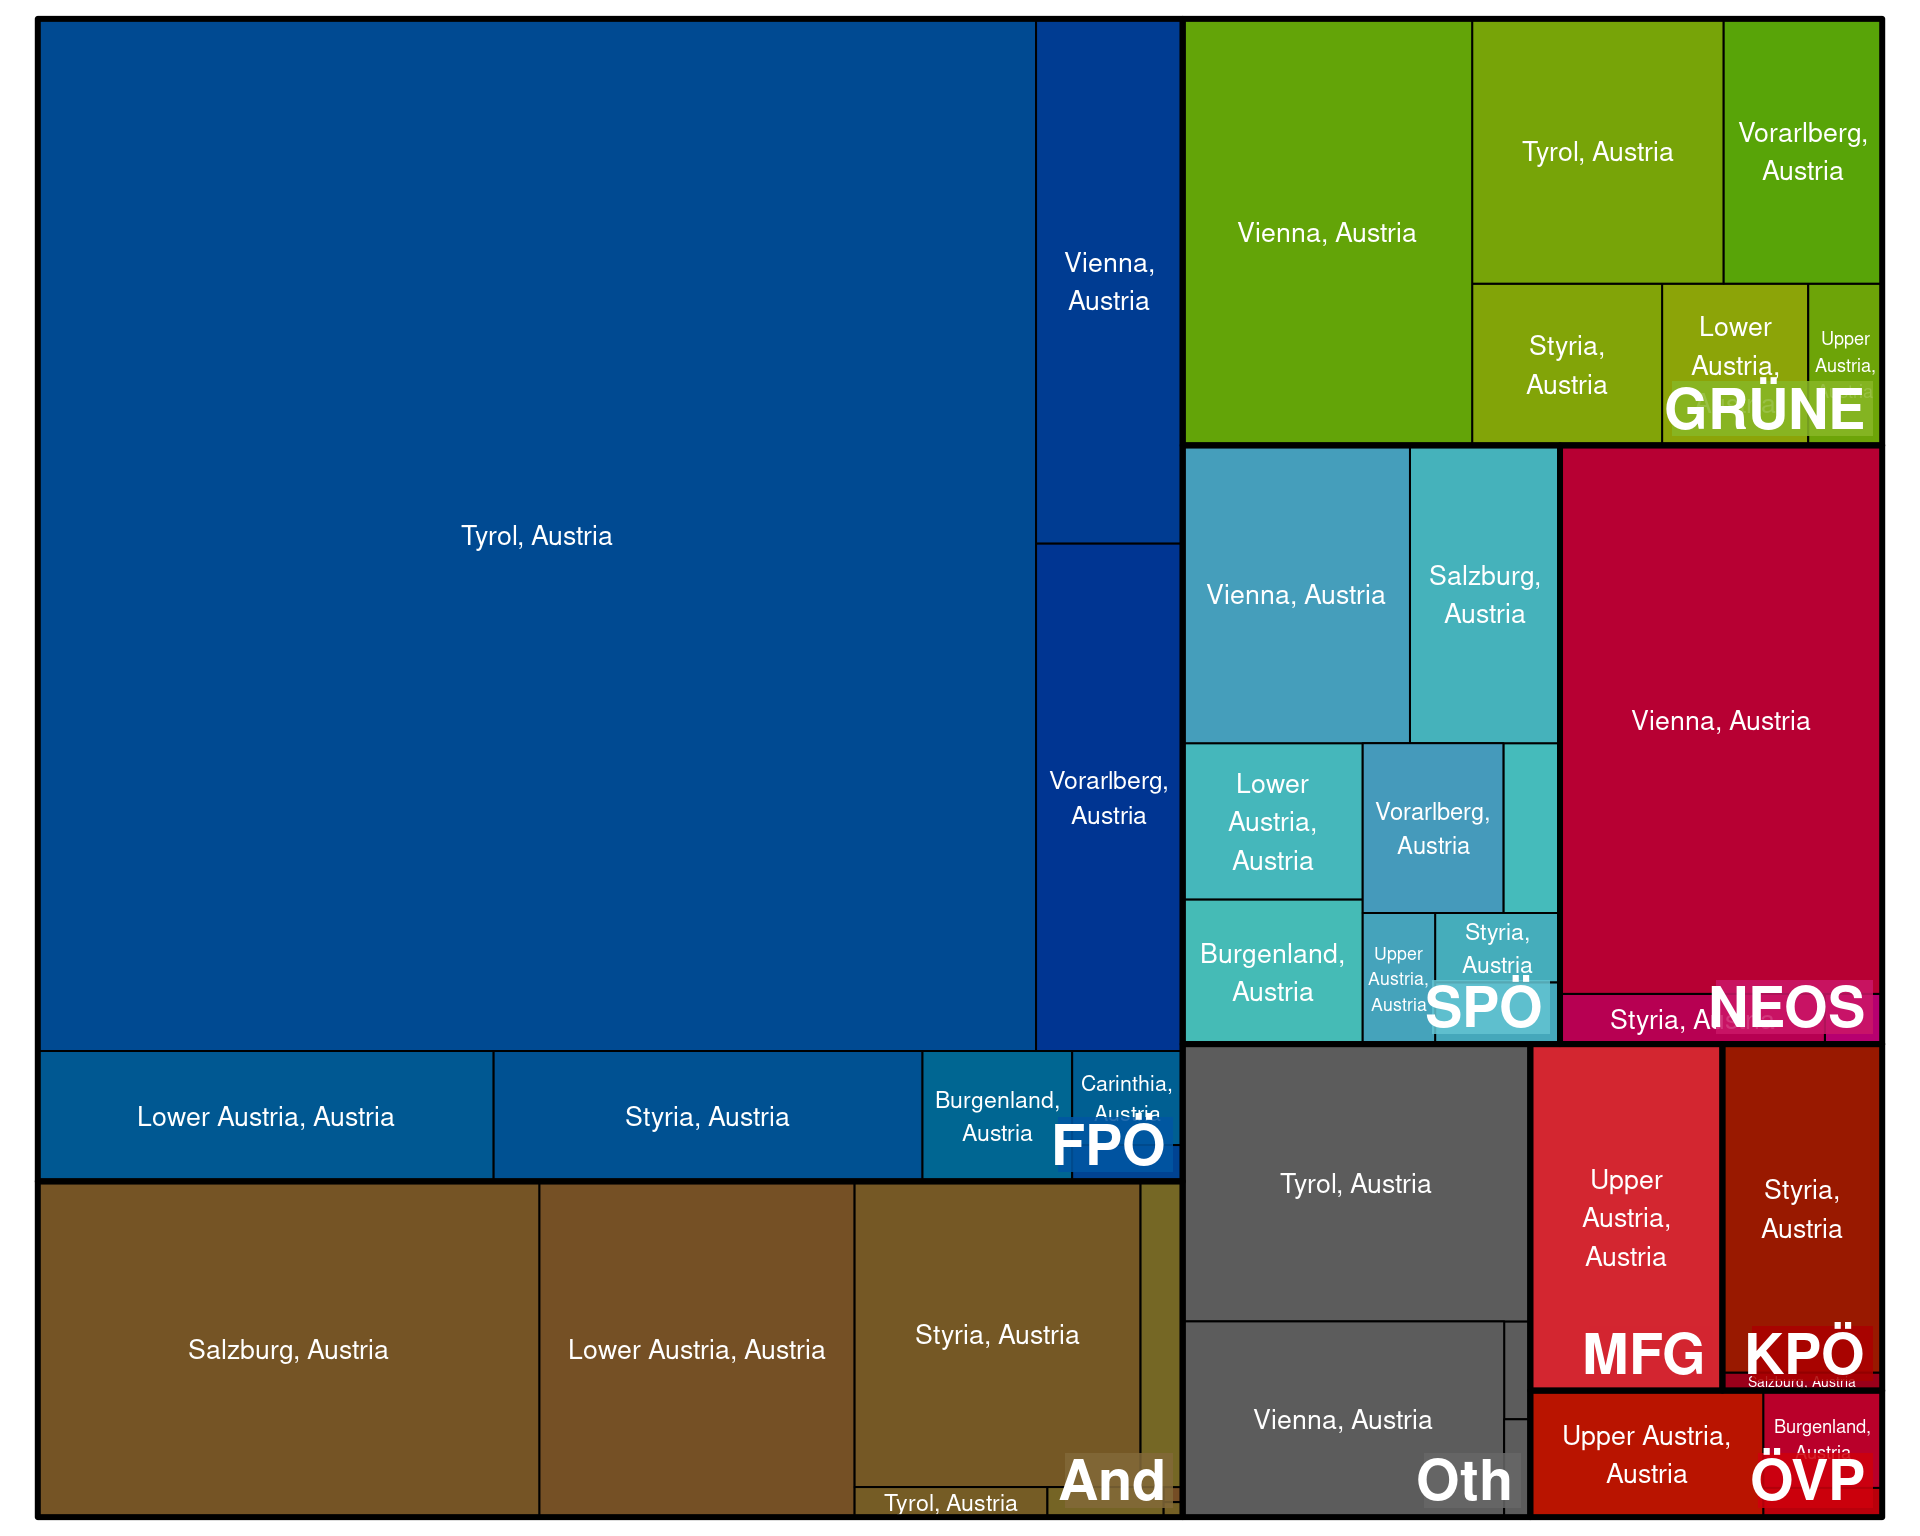 Tyrol, Austria
Vienna,
Austria
Vorarlberg,
Austria
Lower Austria, Austria
Styria, Austria
Burgenland,
Austria
Carinthia,
Austria
FPÖ
Salzburg, Austria
Lower Austria, Austria
Styria, Austria
Tyrol, Austria
And
Vienna, Austria
Tyrol, Austria
Vorarlberg,
Austria
Styria,
Austria
Lower
Austria,
Upper
Austria,
GRÜNE
Vienna, Austria
Salzburg,
Austria
Lower
Austria,
Austria
Vorarlberg,
Austria
Burgenland,
Austria
Upper
Austria,
Austria
Styria,
Austria
SPÖ
Vienna, Austria
Styria, Austria
NEOS
Tyrol, Austria
Vienna, Austria
Oth
Upper
Austria,
Austria
MFG
Styria,
Austria
KPÖ
Salzburg, Austria
Upper Austria,
Austria
Burgenland,
Austria
ÖVP